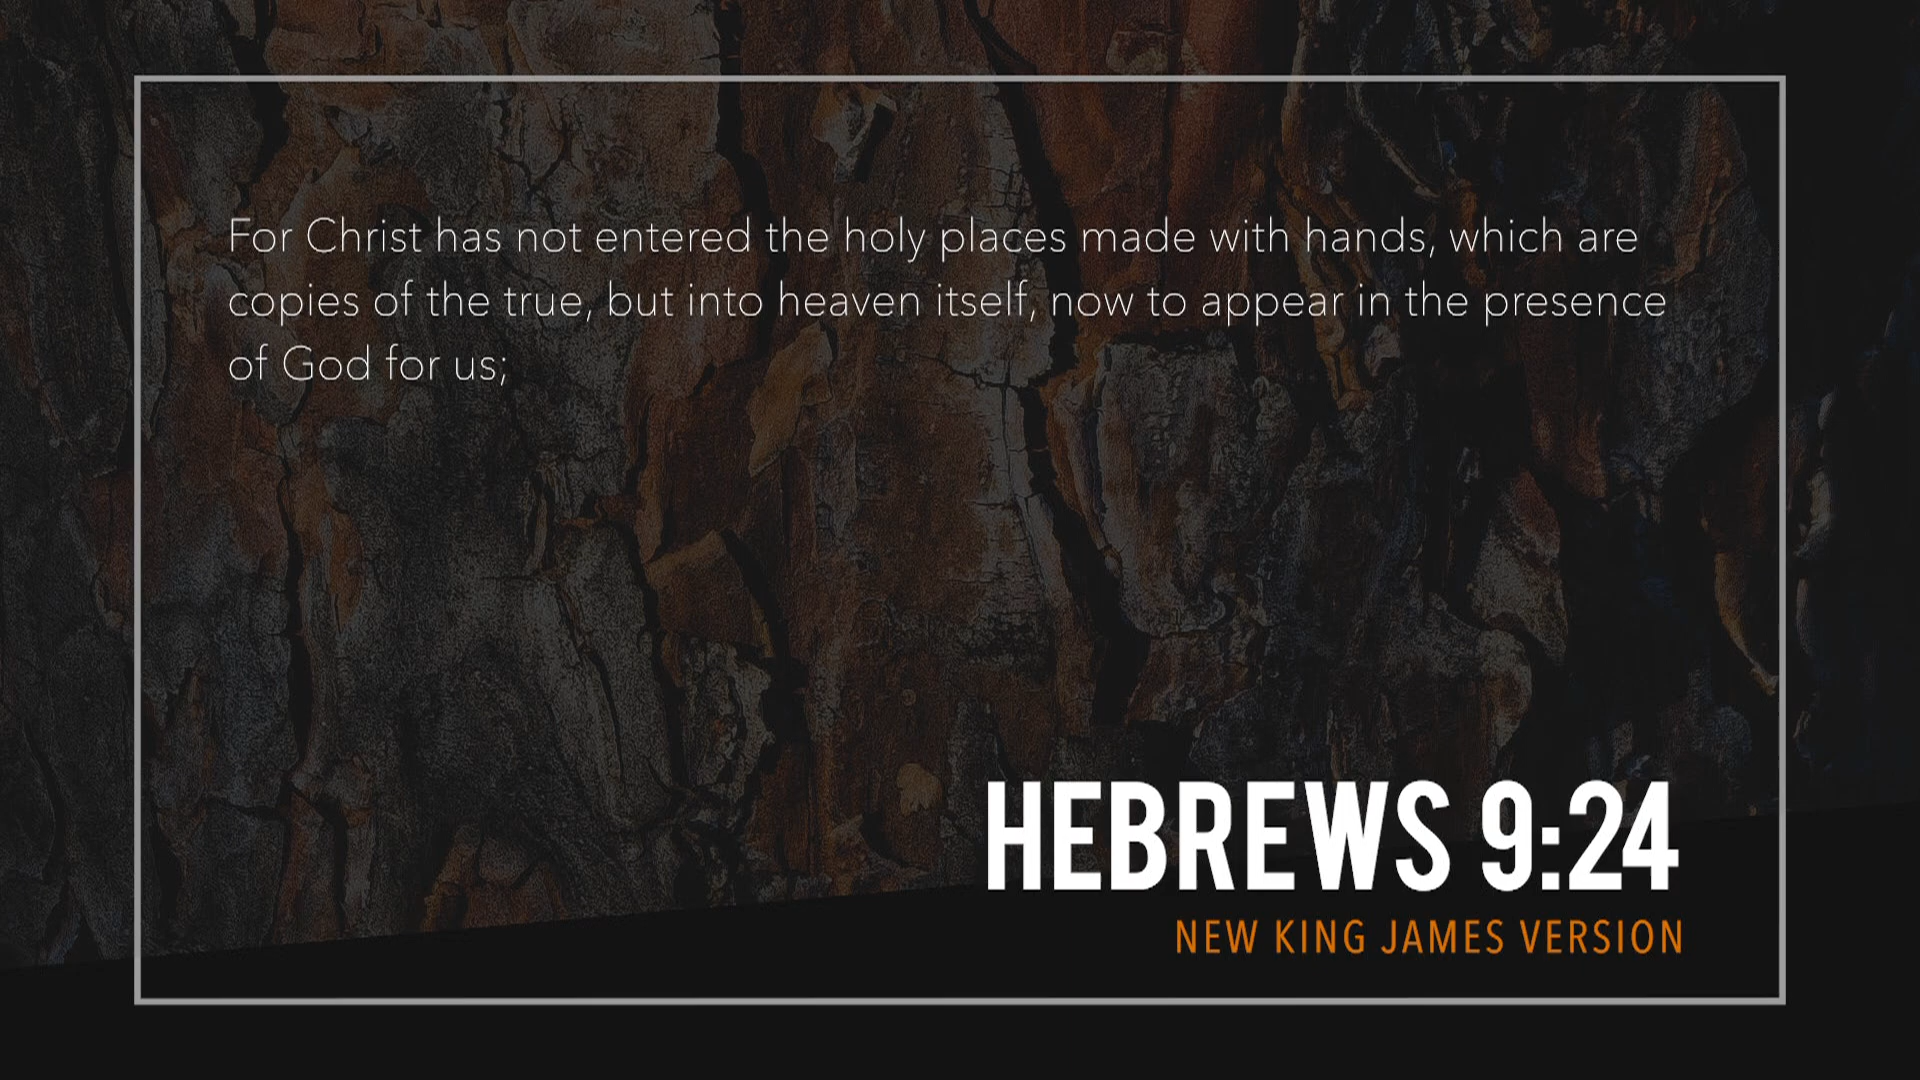 For Christ has not entered the holy places made with hands, which are
copies of the true, but into heaven itself, now to appear in the presence
of God for us;
HEBREWS 9:24
NEW KING JAMES VERSION